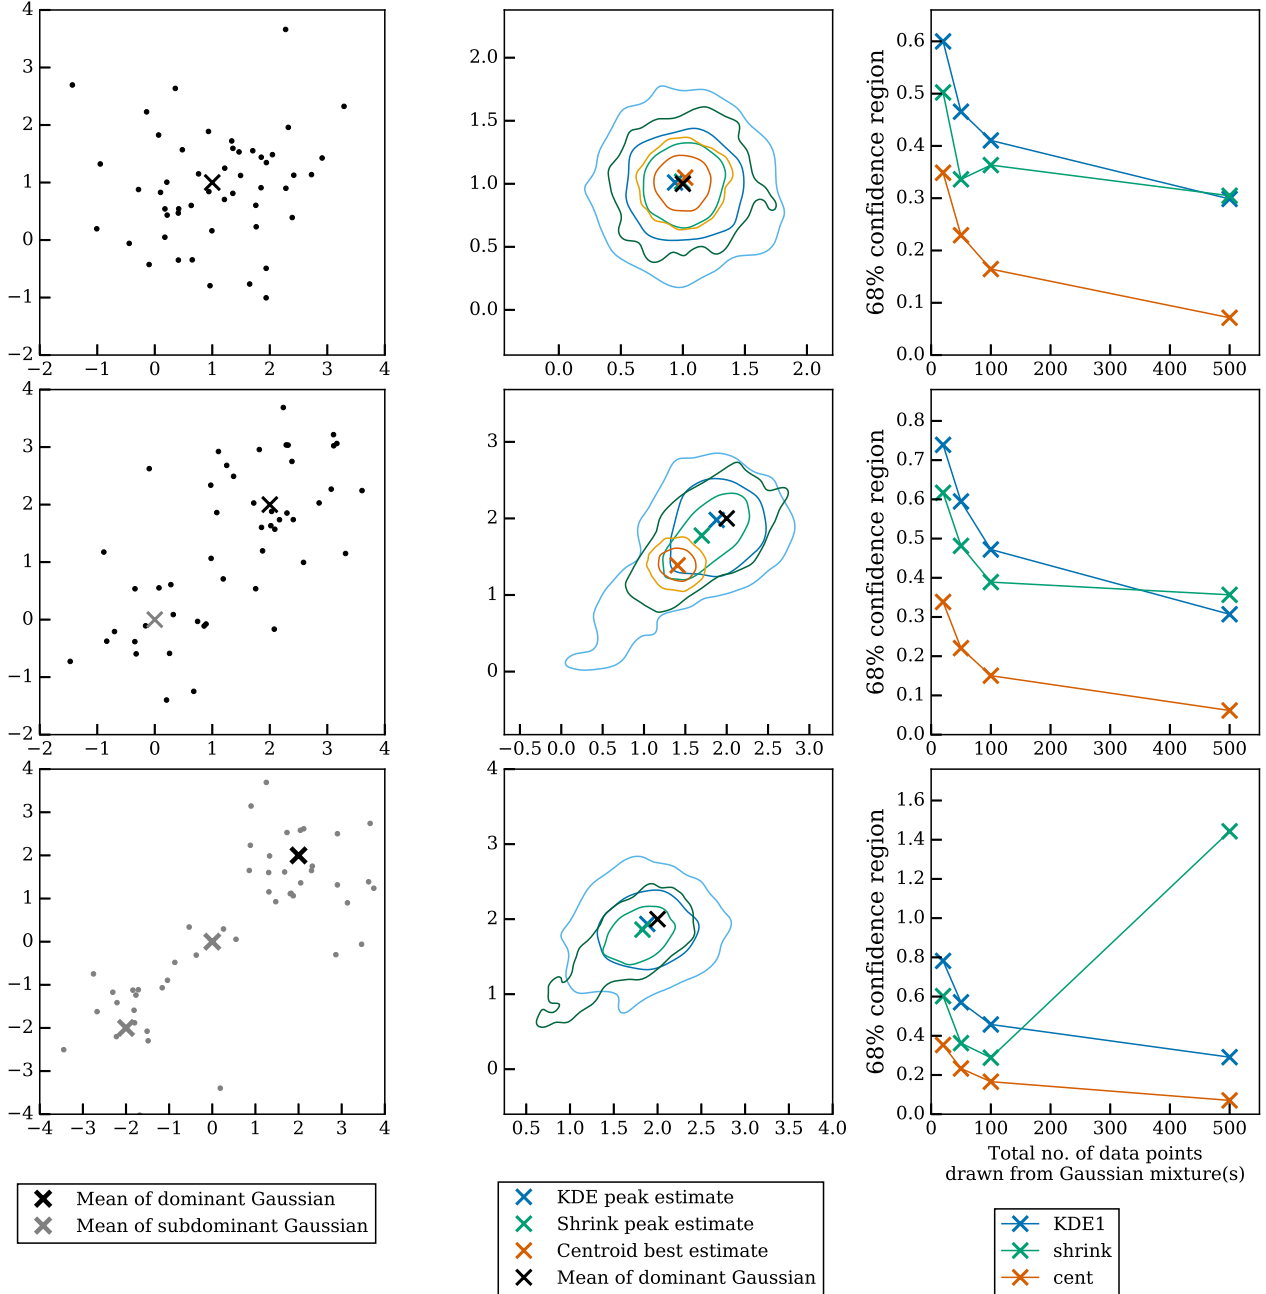 4
3
2
1
0
−1
−2
−2 −1 0 1 2 3 4
2.0
1.5
1.0
0.5
0.0
0.0 0.5 1.0 1.5 2.0
68% confidence region
0.6
0.5
0.4
0.3
0.2
0.1
0.0
0 100 200 300 400 500
4
3
2
1
0
−1
−2
−2 −1 0 1 2 3 4
3
2
1
0
−0.5 0.0 0.5 1.0 1.5 2.0 2.5 3.0
68% confidence region
0.8
0.7
0.6
0.5
0.4
0.3
0.2
0.1
0.0
0 100 200 300 400 500
4
3
2
1
0
−1
−2
−3
−4
−4 −3 −2 −1 0 1 2 3 4
4
3
2
1
0
0.5 1.0 1.5 2.0 2.5 3.0 3.5 4.0
68% confidence region
1.6
1.4
1.2
1.0
0.8
0.6
0.4
0.2
0.0
0 100 200 300 400 500
Total no. of data points
drawn from Gaussian mixture(s)
Mean of dominant Gaussian
Mean of subdominant Gaussian
KDE peak estimate
Shrink peak estimate
Centroid best estimate
Mean of dominant Gaussian
KDE1
shrink
cent